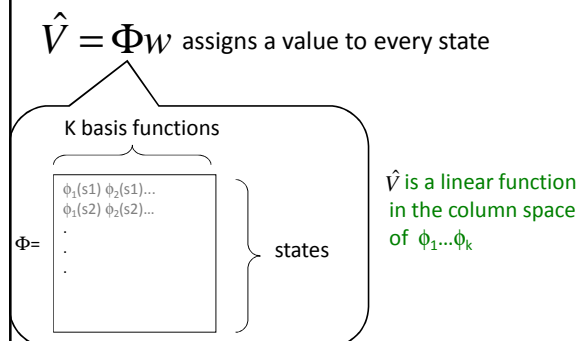 V̂ = Φw assigns a value to every state
K basis functions
ϕ₁(s1) ϕ₂(s1)...
ϕ₁(s2) ϕ₂(s2)...
.
.
.
Φ=
states
V̂ is a linear function
in the column space
of ϕ₁...ϕₖ